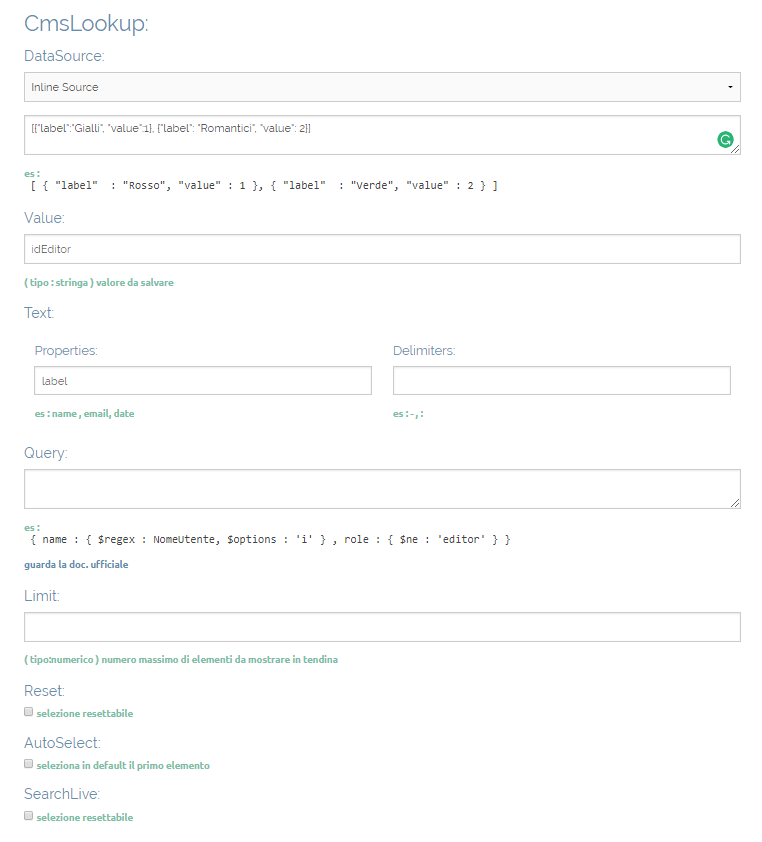 CmsLookup:
DataSource:
Inline Source
[{"label":"Gialli", "value":1}, {"label": "Romantici", "value": 2}]
es :
[ { "label"  : "Rosso", "value" : 1 }, { "label"  : "Verde", "value" : 2 } ]
Value:
idEditor
( tipo : stringa ) valore da salvare
Text:
Properties: Delimiters:
label
es : name , email, date es : - , :
Query:
es :
{ name : { $regex : NomeUtente, $options : 'i' } , role : { $ne : 'editor' } }
guarda la doc. ufficiale
Limit:
( tipo:numerico ) numero massimo di elementi da mostrare in tendina
Reset:
selezione resettabile
AutoSelect:
seleziona in default il primo elemento
SearchLive:
selezione resettabile